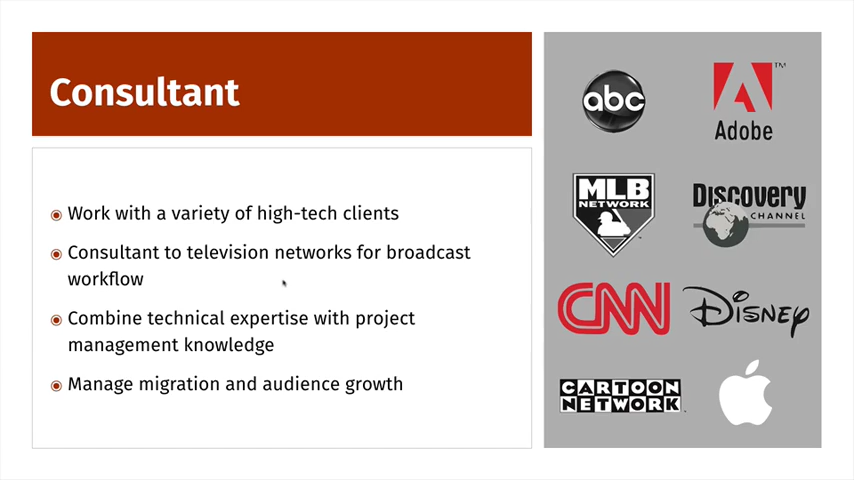 Consultant
Work with a variety of high-tech clients
Consultant to television networks for broadcast
workflow
Combine technical expertise with project
management knowledge
Manage migration and audience growth
abc
Adobe
TM
MLB
NETWORK
Discovery
CHANNEL
CNN
Disney
CARTOON
NETWORK